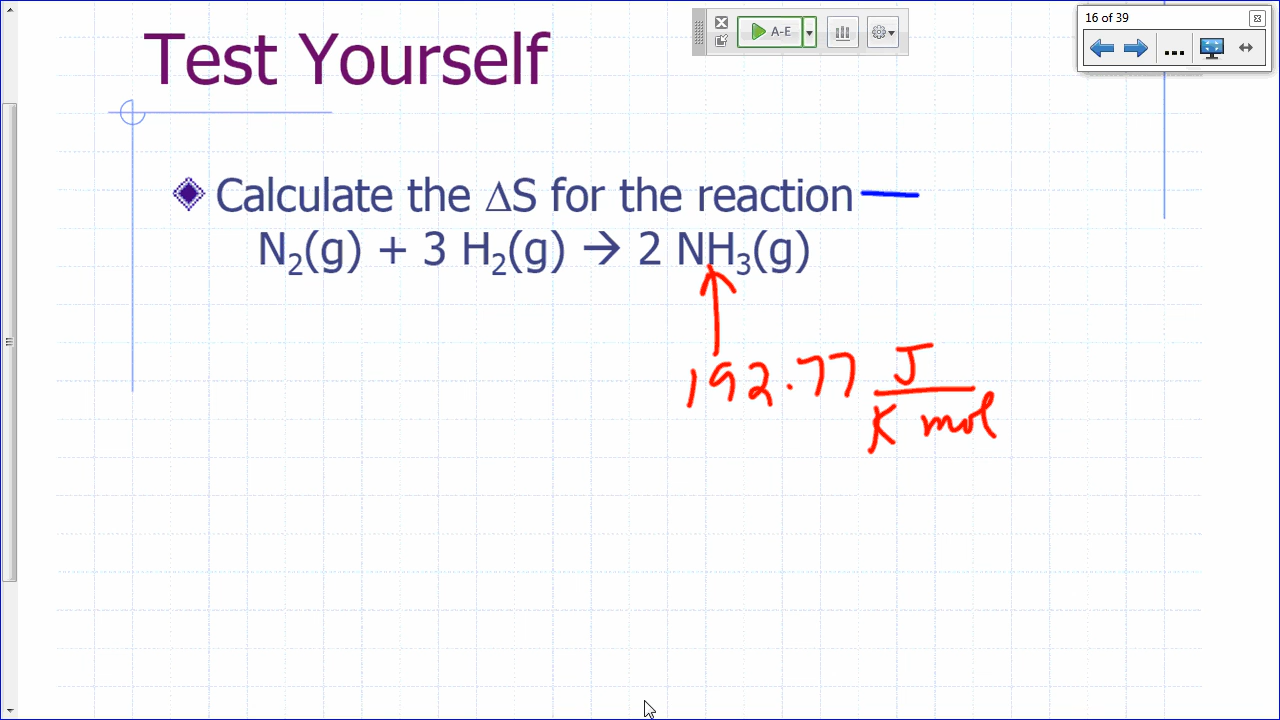 Test Yourself
A-E
16 of 39
Calculate the ΔS for the reaction
N₂(g) + 3 H₂(g) → 2 NH₃(g)
192.77 J
K mol